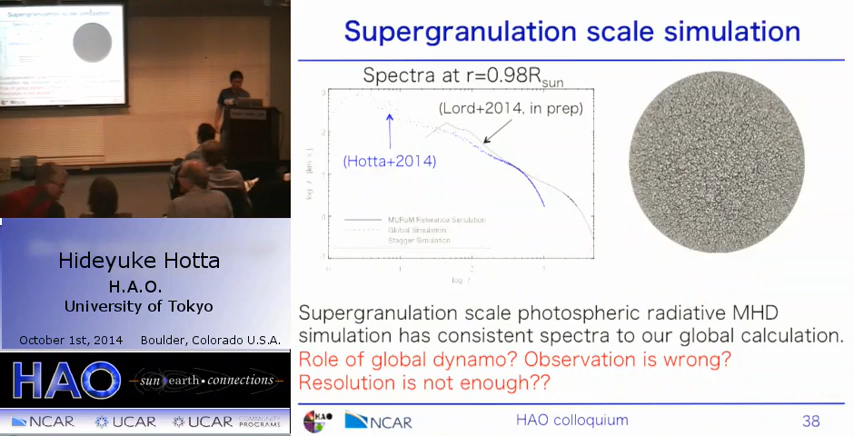 Supergranulation scale simulation
Spectra at r=0.98Rsun
(Lord+2014, in prep)
(Hotta+2014)
MURaM Reference Simulation
Global Simulation
Stagger Simulation
log l
Supergranulation scale photospheric radiative MHD
simulation has consistent spectra to our global calculation.
Role of global dynamo? Observation is wrong?
Resolution is not enough??
HAO
NCAR
HAO colloquium
38
Hideyuke Hotta
H.A.O.
University of Tokyo
October 1st, 2014 Boulder, Colorado U.S.A.
HAO
sun earth • connections
NCAR UCAR UCAR COMMUNITY PROGRAMS